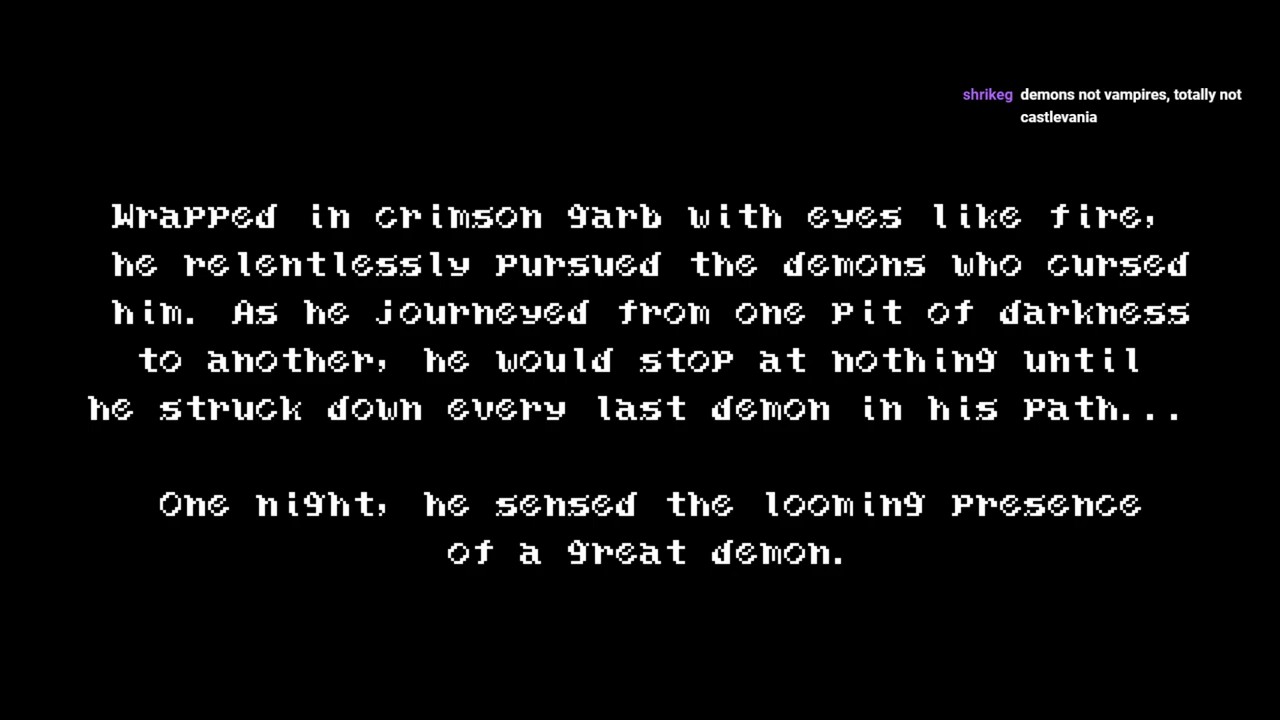 shrikeg demons not vampires, totally not
castlevania
Wrapped in crimson garb with eyes like fire,
he relentlessly pursued the demons who cursed
him. As he journeyed from one pit of darkness
to another, he would stop at nothing until
he struck down every last demon in his path...
One night, he sensed the looming presence
of a great demon.